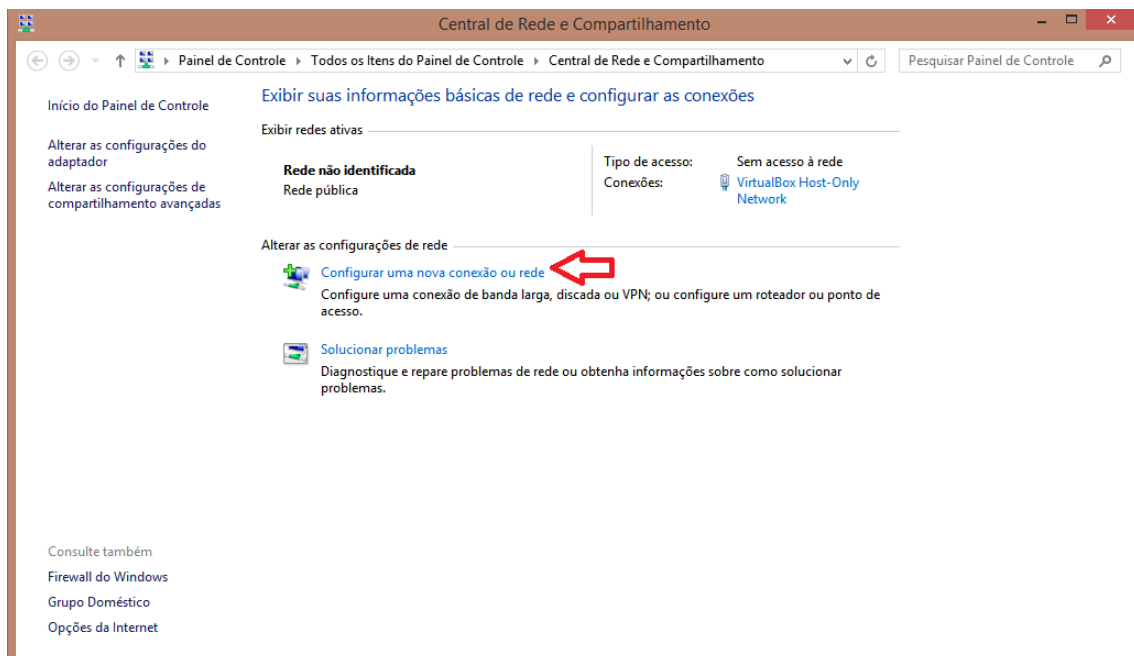 Central de Rede e Compartilhamento
Painel de Controle
Todos os Itens do Painel de Controle
Central de Rede e Compartilhamento
Pesquisar Painel de Controle
Início do Painel de Controle
Alterar as configurações do
adaptador
Alterar as configurações de
compartilhamento avançadas
Exibir suas informações básicas de rede e configurar as conexões
Exibir redes ativas
Rede não identificada
Rede pública
Tipo de acesso: Sem acesso à rede
Conexões: VirtualBox Host-Only
Network
Alterar as configurações de rede
Configurar uma nova conexão ou rede
Configure uma conexão de banda larga, discada ou VPN; ou configure um roteador ou ponto de
acesso.
Solucionar problemas
Diagnostique e repare problemas de rede ou obtenha informações sobre como solucionar
problemas.
Consulte também
Firewall do Windows
Grupo Doméstico
Opções da Internet